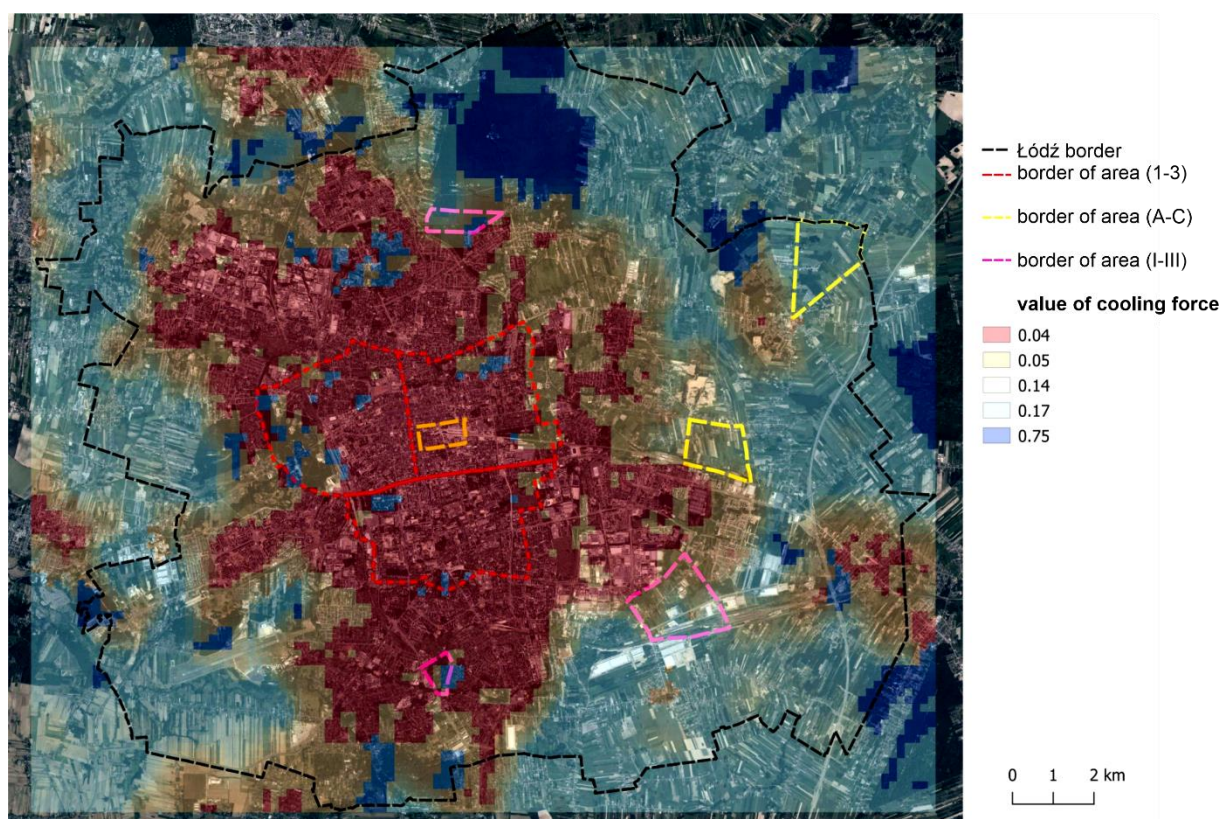 Łódź border
border of area (1-3)
border of area (A-C)
border of area (I-III)
value of cooling force
0.04
0.05
0.14
0.17
0.75
0 1 2 km